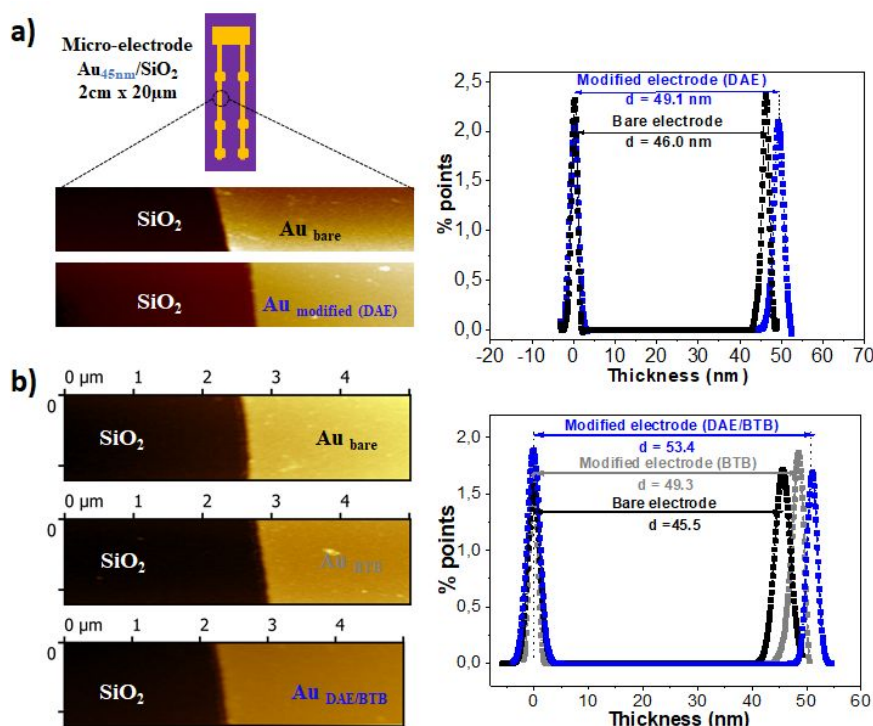 a)
Micro-electrode
Au45nm/SiO2
2cm x 20µm
SiO2
Au bare
SiO2
Au modified (DAE)
% points
2,5
2,0
1,5
1,0
0,5
0,0
Modified electrode (DAE)
d = 49.1 nm
Bare electrode
d = 46.0 nm
-20 -10 0 10 20 30 40 50 60 70
Thickness (nm)
b)
0 µm 1 2 3 4
0
SiO2
Au bare
0 µm 1 2 3 4
0
SiO2
Au BTB
0 µm 1 2 3 4
0
SiO2
Au DAE/BTB
% points
2,0
1,5
1,0
0,5
0,0
Modified electrode (DAE/BTB)
d = 53.4
Modified electrode (BTB)
d = 49.3
Bare electrode
d =45.5
0 10 20 30 40 50 60
Thickness (nm)